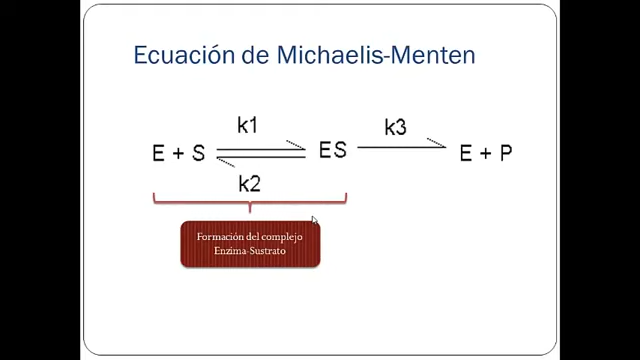 Ecuación de Michaelis-Menten
k1
k3
E + S
ES
E + P
k2
Formación del complejo
Enzima-Sustrato